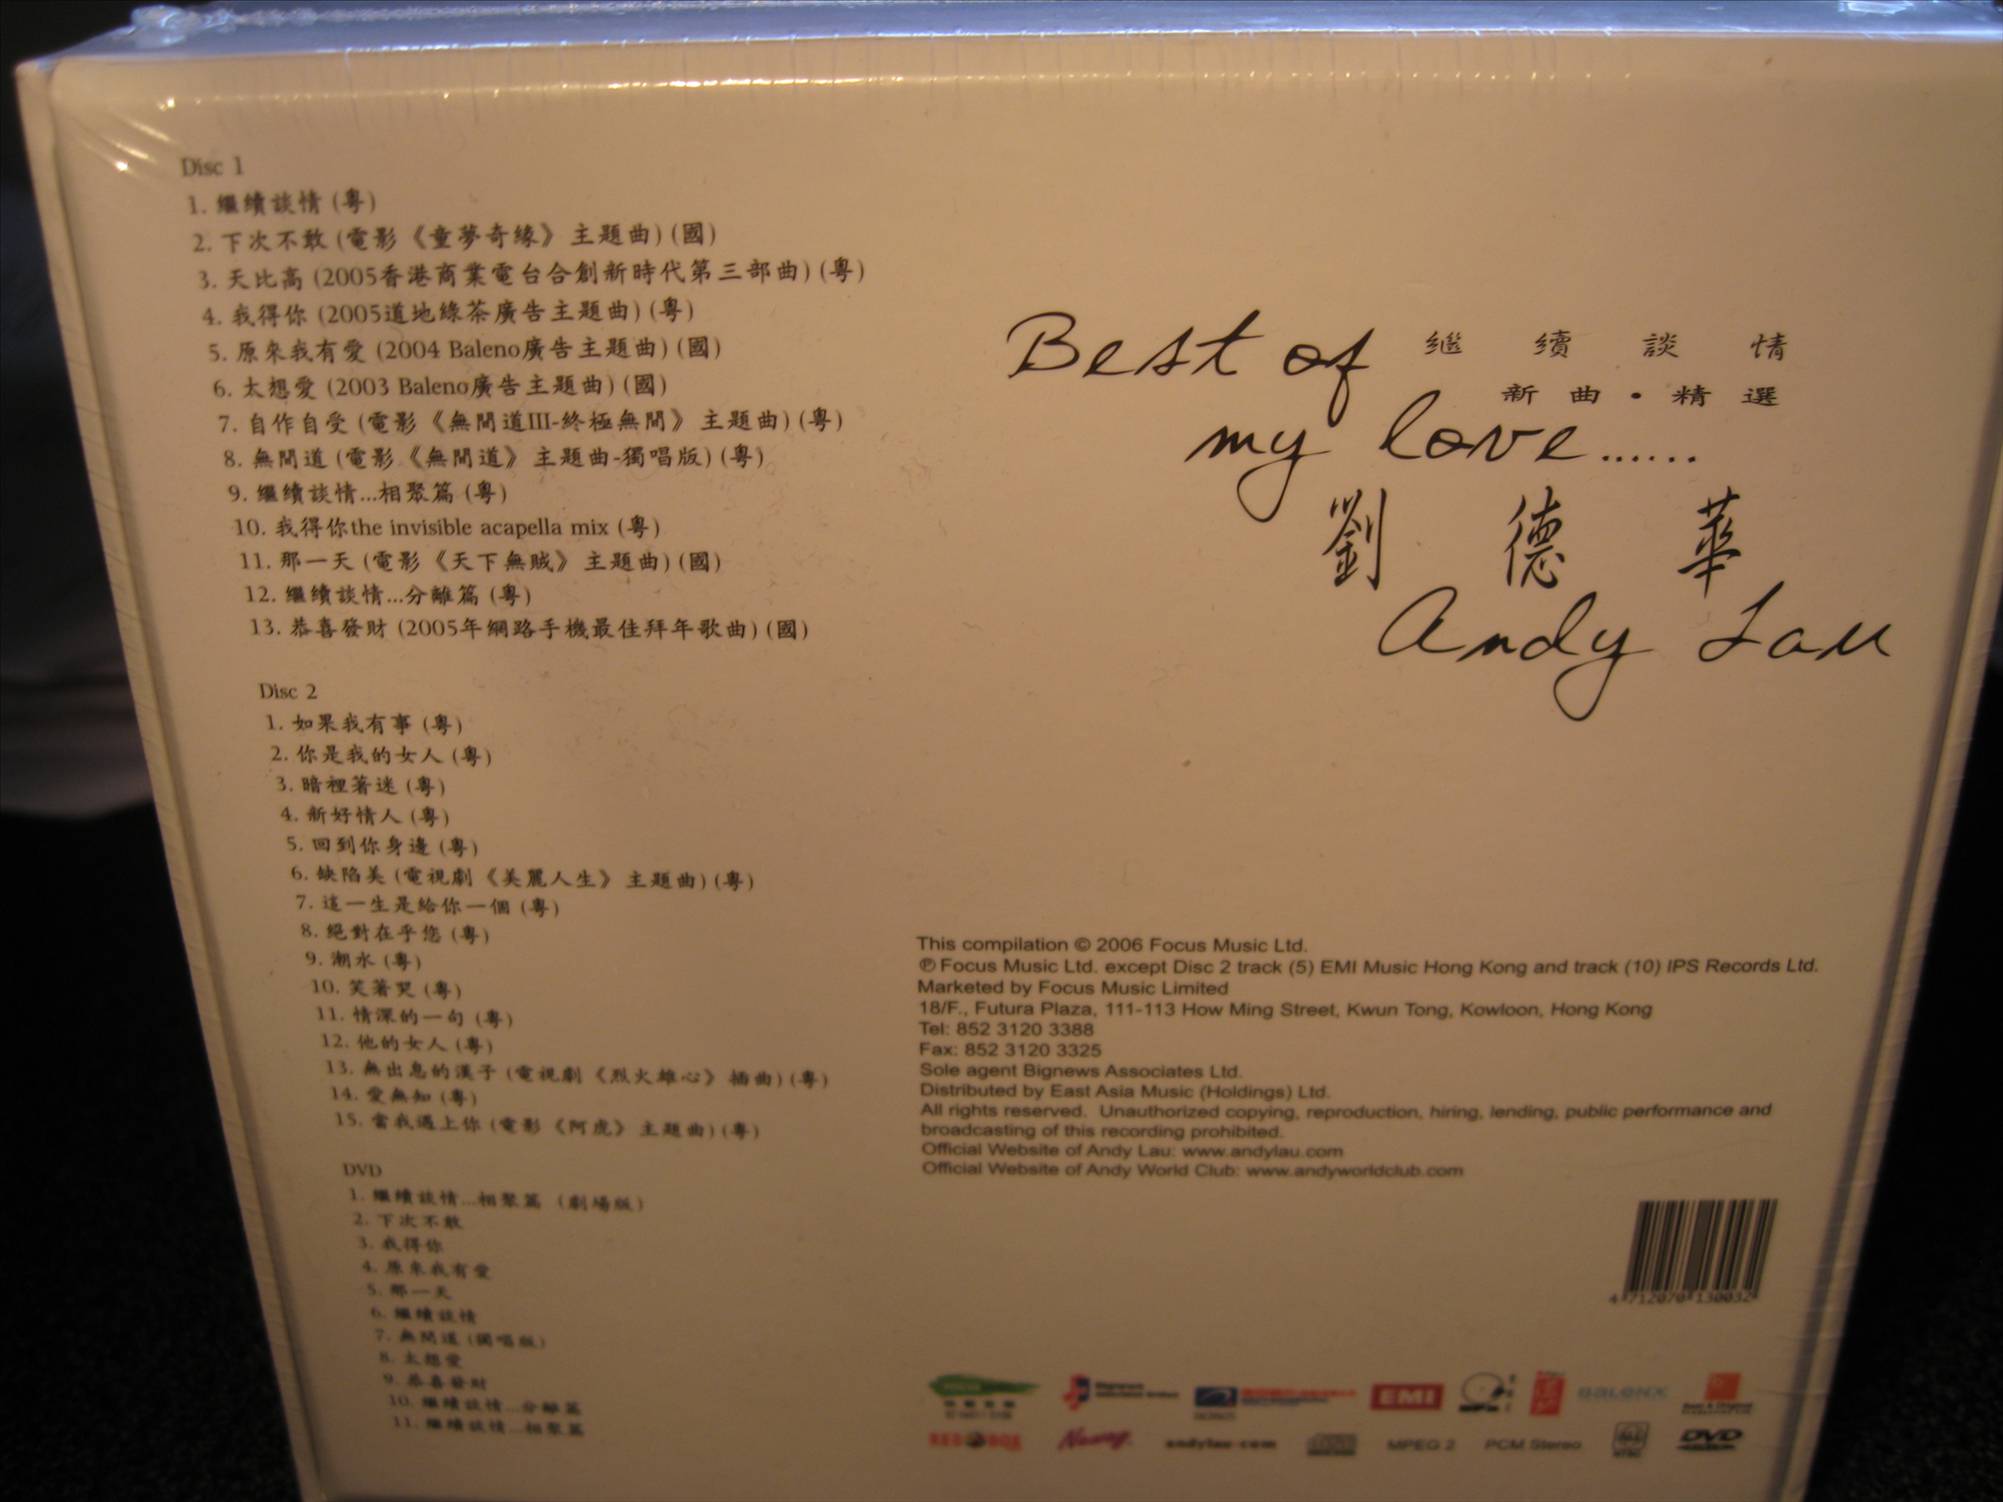 Disc 1
1. 繼續談情 (粵)
2. 下次不敢 (電影《童夢奇緣》主題曲) (國)
3. 天比高 (2005香港商業電台合創新時代第三部曲) (粵)
4. 我得你 (2005道地綠茶廣告主題曲) (粵)
5. 原來我有愛 (2004 Baleno廣告主題曲) (國)
6. 太想愛 (2003 Baleno廣告主題曲) (國)
7. 自作自受 (電影《無間道III-終極無間》主題曲) (粵)
8. 無間道 (電影《無間道》主題曲-獨唱版) (粵)
9. 繼續談情...相聚篇 (粵)
10. 我得你the invisible acapella mix (粵)
11. 那一天 (電影《天下無賊》主題曲) (國)
12. 繼續談情...分離篇 (粵)
13. 恭喜發財 (2005年網路手機最佳拜年歌曲) (國)
Disc 2
1. 如果我有事 (粵)
2. 你是我的女人 (粵)
3. 暗裡著迷 (粵)
4. 新好情人 (粵)
5. 回到你身邊 (粵)
6. 缺陷美 (電視劇《美麗人生》主題曲) (粵)
7. 這一生是給你一個 (粵)
8. 絕對在乎您 (粵)
9. 潮水 (粵)
10. 笑著哭 (粵)
11. 情深的一句 (粵)
12. 他的女人 (粵)
13. 無出息的漢子 (電視劇《烈火雄心》插曲) (粵)
14. 愛無知 (粵)
15. 當我遇上你 (電影《阿虎》主題曲) (粵)
DVD
1. 繼續談情...相聚篇 (劇場版)
2. 下次不敢
3. 我得你
4. 原來我有愛
5. 那一天
6. 繼續談情
7. 無間道 (獨唱版)
8. 太想愛
9. 恭喜發財
10. 繼續談情...分離篇
11. 繼續談情...相聚篇
Best of 繼續談情
新曲・精選
my love......
劉德華
Andy Lau
This compilation © 2006 Focus Music Ltd.
℗ Focus Music Ltd. except Disc 2 track (5) EMI Music Hong Kong and track (10) IPS Records Ltd.
Marketed by Focus Music Limited
18/F., Futura Plaza, 111-113 How Ming Street, Kwun Tong, Kowloon, Hong Kong
Tel: 852 3120 3388
Fax: 852 3120 3325
Sole agent Bignews Associates Ltd.
Distributed by East Asia Music (Holdings) Ltd.
All rights reserved. Unauthorized copying, reproduction, hiring, lending, public performance and
broadcasting of this recording prohibited.
Official Website of Andy Lau: www.andylau.com
Official Website of Andy World Club: www.andyworldclub.com
4 712070 130032
EMI
BALENO
RED BOX
andylau.com
MPEG 2
PCM Stereo
DVD